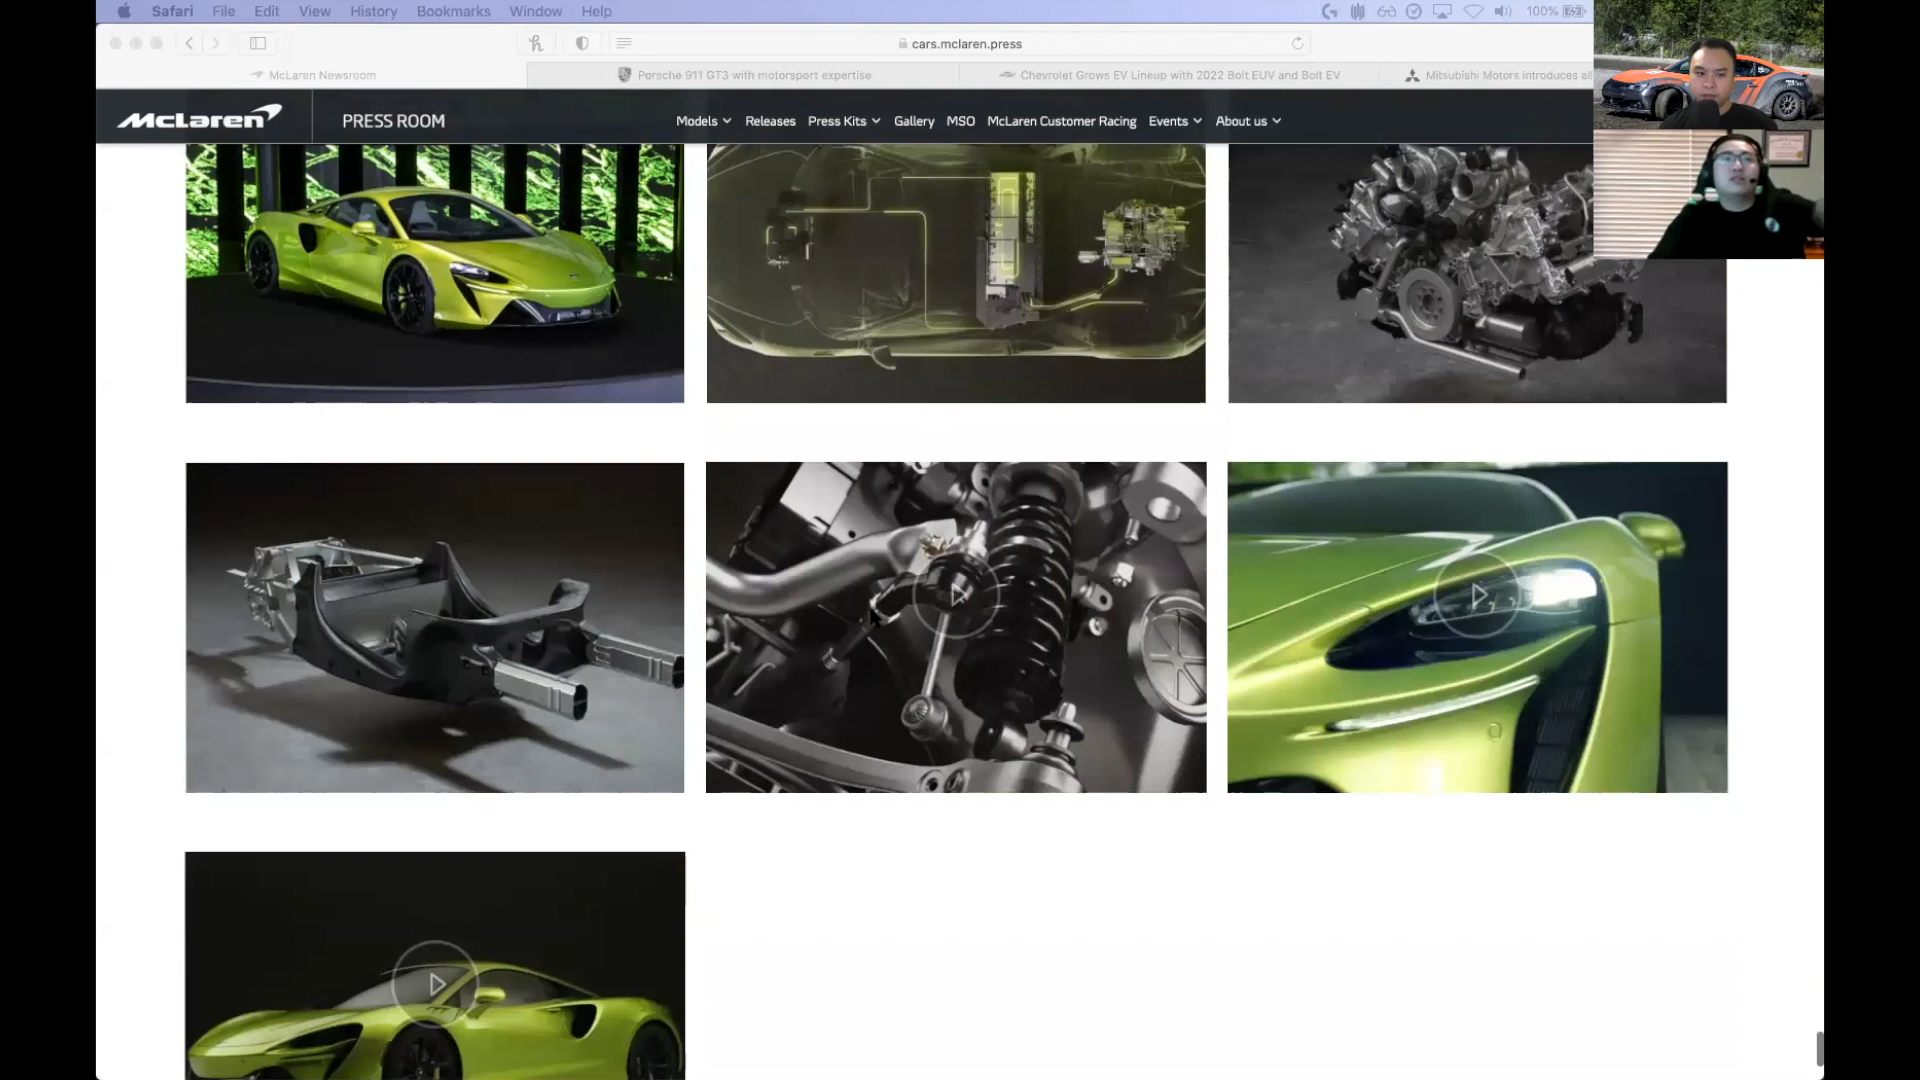 Safari File Edit View History Bookmarks Window Help 100%
cars.mclaren.press
McLaren Newsroom Porsche 911 GT3 with motorsport expertise Chevrolet Grows EV Lineup with 2022 Bolt EUV and Bolt EV Mitsubishi Motors introduces all
McLaren PRESS ROOM Models Releases Press Kits Gallery MSO McLaren Customer Racing Events About us